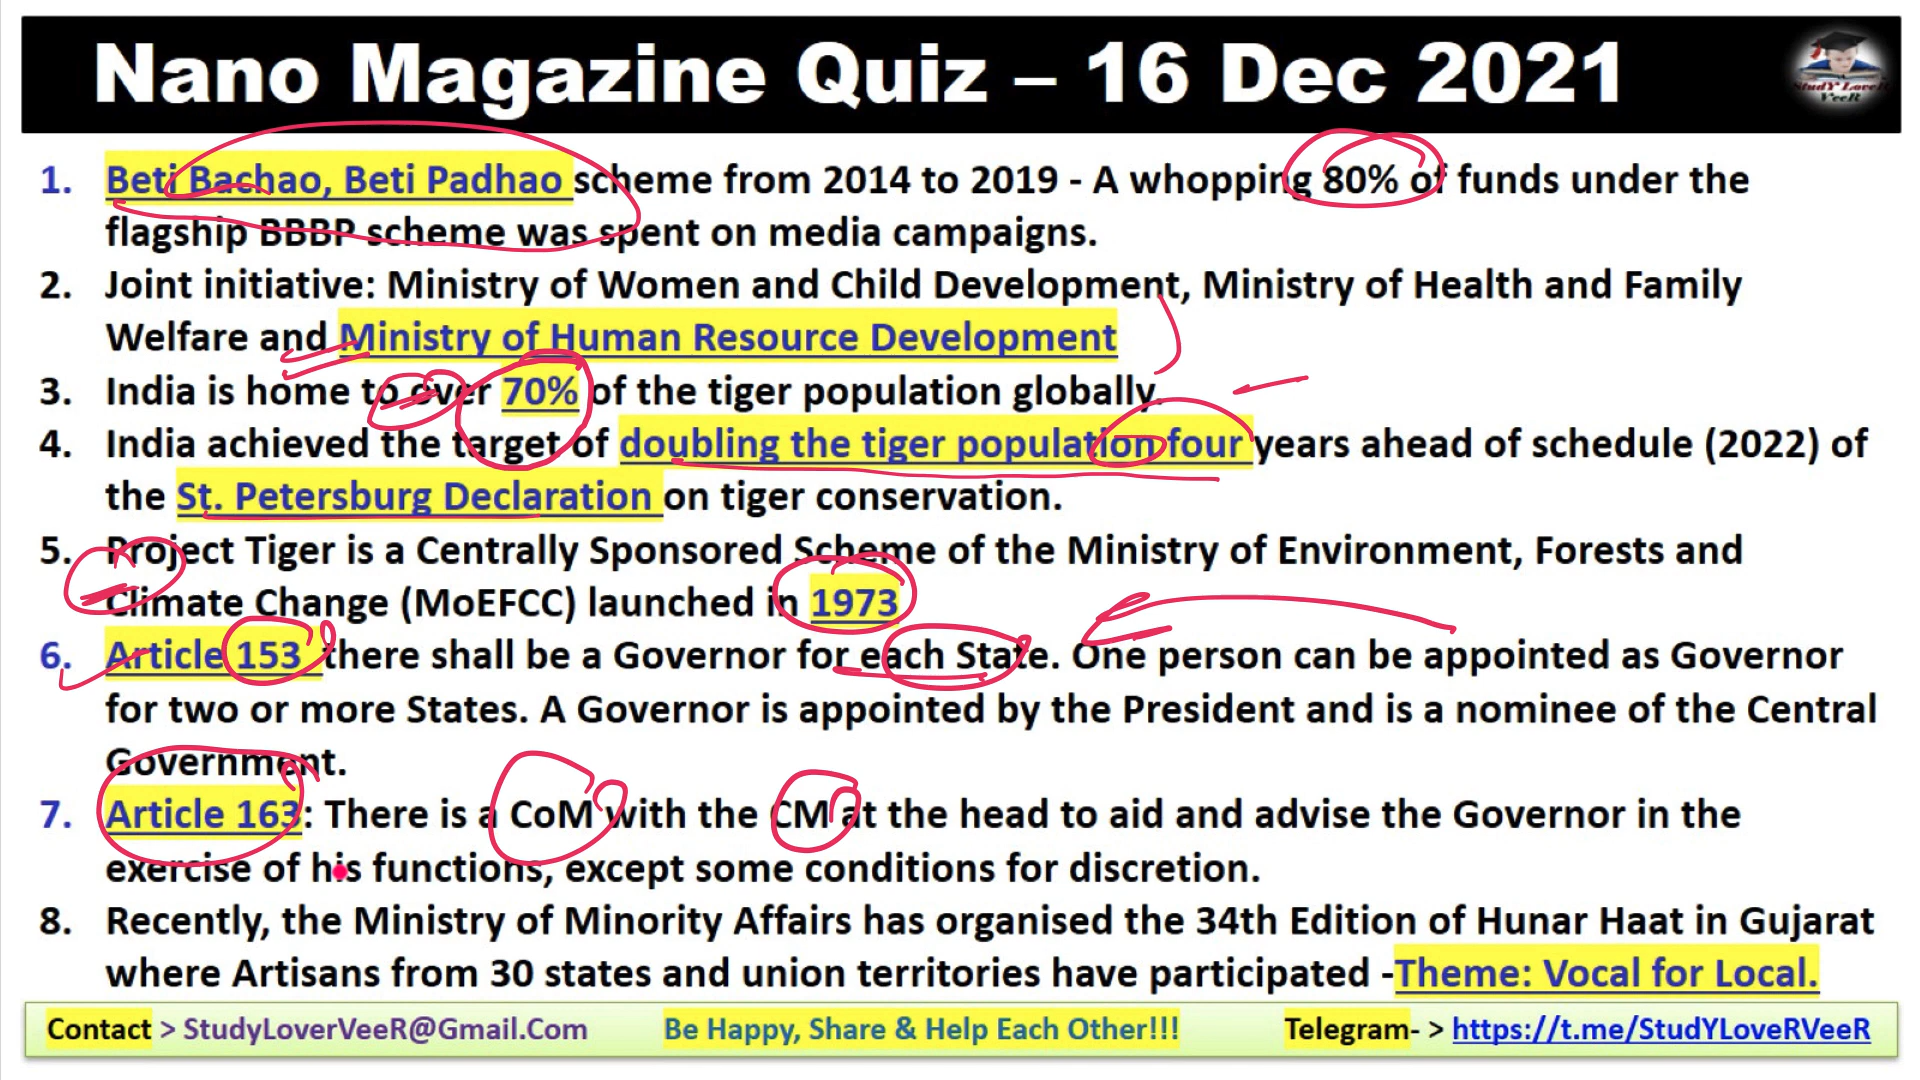 Nano Magazine Quiz – 16 Dec 2021
StudY LoveR
VeeR
1. Beti Bachao, Beti Padhao scheme from 2014 to 2019 - A whopping 80% of funds under the
flagship BBBP scheme was spent on media campaigns.
2. Joint initiative: Ministry of Women and Child Development, Ministry of Health and Family
Welfare and Ministry of Human Resource Development
3. India is home to over 70% of the tiger population globally.
4. India achieved the target of doubling the tiger population four years ahead of schedule (2022) of
the St. Petersburg Declaration on tiger conservation.
5. Project Tiger is a Centrally Sponsored Scheme of the Ministry of Environment, Forests and
Climate Change (MoEFCC) launched in 1973
6. Article 153 there shall be a Governor for each State. One person can be appointed as Governor
for two or more States. A Governor is appointed by the President and is a nominee of the Central
Government.
7. Article 163: There is a CoM with the CM at the head to aid and advise the Governor in the
exercise of his functions, except some conditions for discretion.
8. Recently, the Ministry of Minority Affairs has organised the 34th Edition of Hunar Haat in Gujarat
where Artisans from 30 states and union territories have participated -Theme: Vocal for Local.
Contact > StudyLoverVeeR@Gmail.Com Be Happy, Share & Help Each Other!!! Telegram- > https://t.me/StudYLoveRVeeR